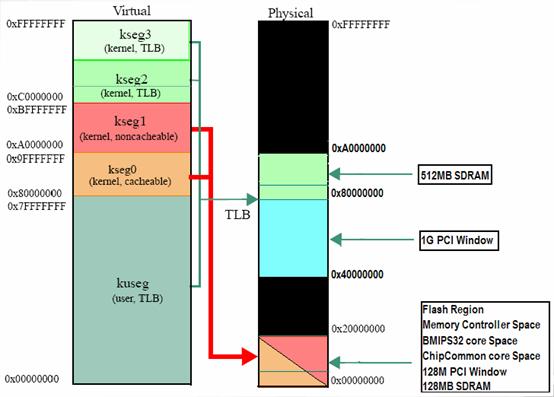 Virtual
Physical
0xFFFFFFFF
kseg3
(kernel, TLB)
kseg2
(kernel, TLB)
0xC0000000
0xBFFFFFFF
kseg1
(kernel, noncacheable)
0xA0000000
0x9FFFFFFF
kseg0
(kernel, cacheable)
0x80000000
0x7FFFFFFF
kuseg
(user, TLB)
0x00000000
TLB
0xFFFFFFFF
0xA0000000
512MB SDRAM
0x80000000
1G PCI Window
0x40000000
0x20000000
0x00000000
Flash Region
Memory Controller Space
BMIPS32 core Space
ChipCommon core Space
128M PCI Window
128MB SDRAM